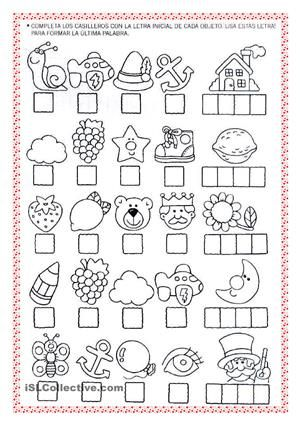 • COMPLETA LOS CASILLEROS CON LA LETRA INICIAL DE CADA OBJETO. USA ESTAS LETRAS
PARA FORMAR LA ÚLTIMA PALABRA.
iSLCollective.com